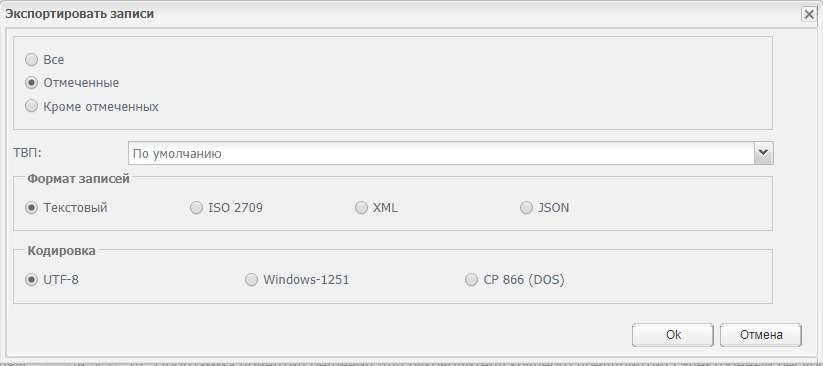 Экспортировать записи
Все
Отмеченные
Кроме отмеченных
ТВП: По умолчанию
Формат записей
Текстовый ISO 2709 XML JSON
Кодировка
UTF-8 Windows-1251 CP 866 (DOS)
Ok Отмена